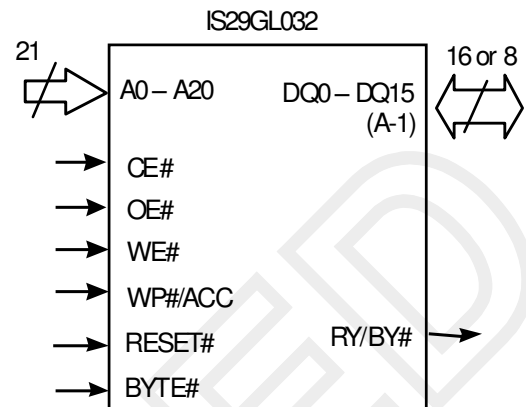 IS29GL032
21
16 or 8
A0 – A20
DQ0 – DQ15
(A-1)
CE#
OE#
WE#
WP#/ACC
RESET#
RY/BY#
BYTE#